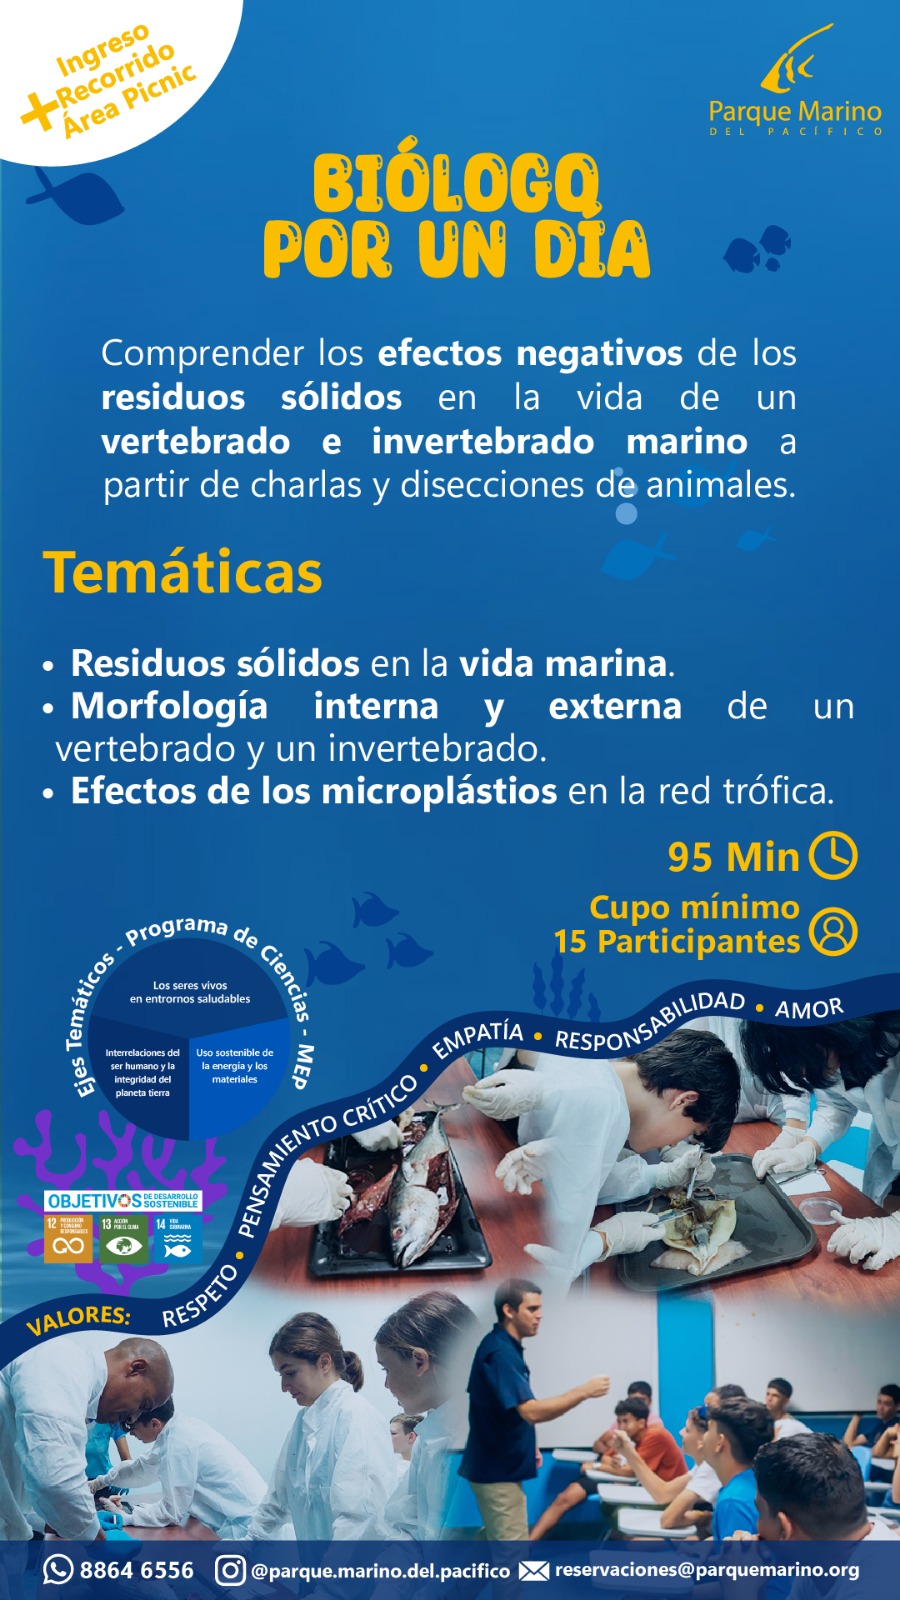 Ingreso
+Recorrido
Área Picnic
Parque Marino
DEL PACÍFICO
BIÓLOGO
POR UN DÍA
Comprender los efectos negativos de los
residuos sólidos en la vida de un
vertebrado e invertebrado marino a
partir de charlas y disecciones de animales.
Temáticas
• Residuos sólidos en la vida marina.
• Morfología interna y externa de un
vertebrado y un invertebrado.
• Efectos de los microplástios en la red trófica.
95 Min
Cupo mínimo
15 Participantes
Ejes Temáticos - Programa de Ciencias - MEP
Los seres vivos
en entrornos saludables
Interrelaciones del
ser humano y la
integridad del
planeta tierra
Uso sostenible de
la energía y los
materiales
OBJETIVOS DE DESARROLLO
SOSTENIBLE
12 PRODUCCIÓN
Y CONSUMO
RESPONSABLES
13 ACCIÓN
POR EL CLIMA
14 VIDA
SUBMARINA
VALORES: RESPETO • PENSAMIENTO CRÍTICO • EMPATÍA • RESPONSABILIDAD • AMOR
8864 6556 @parque.marino.del.pacifico reservaciones@parquemarino.org